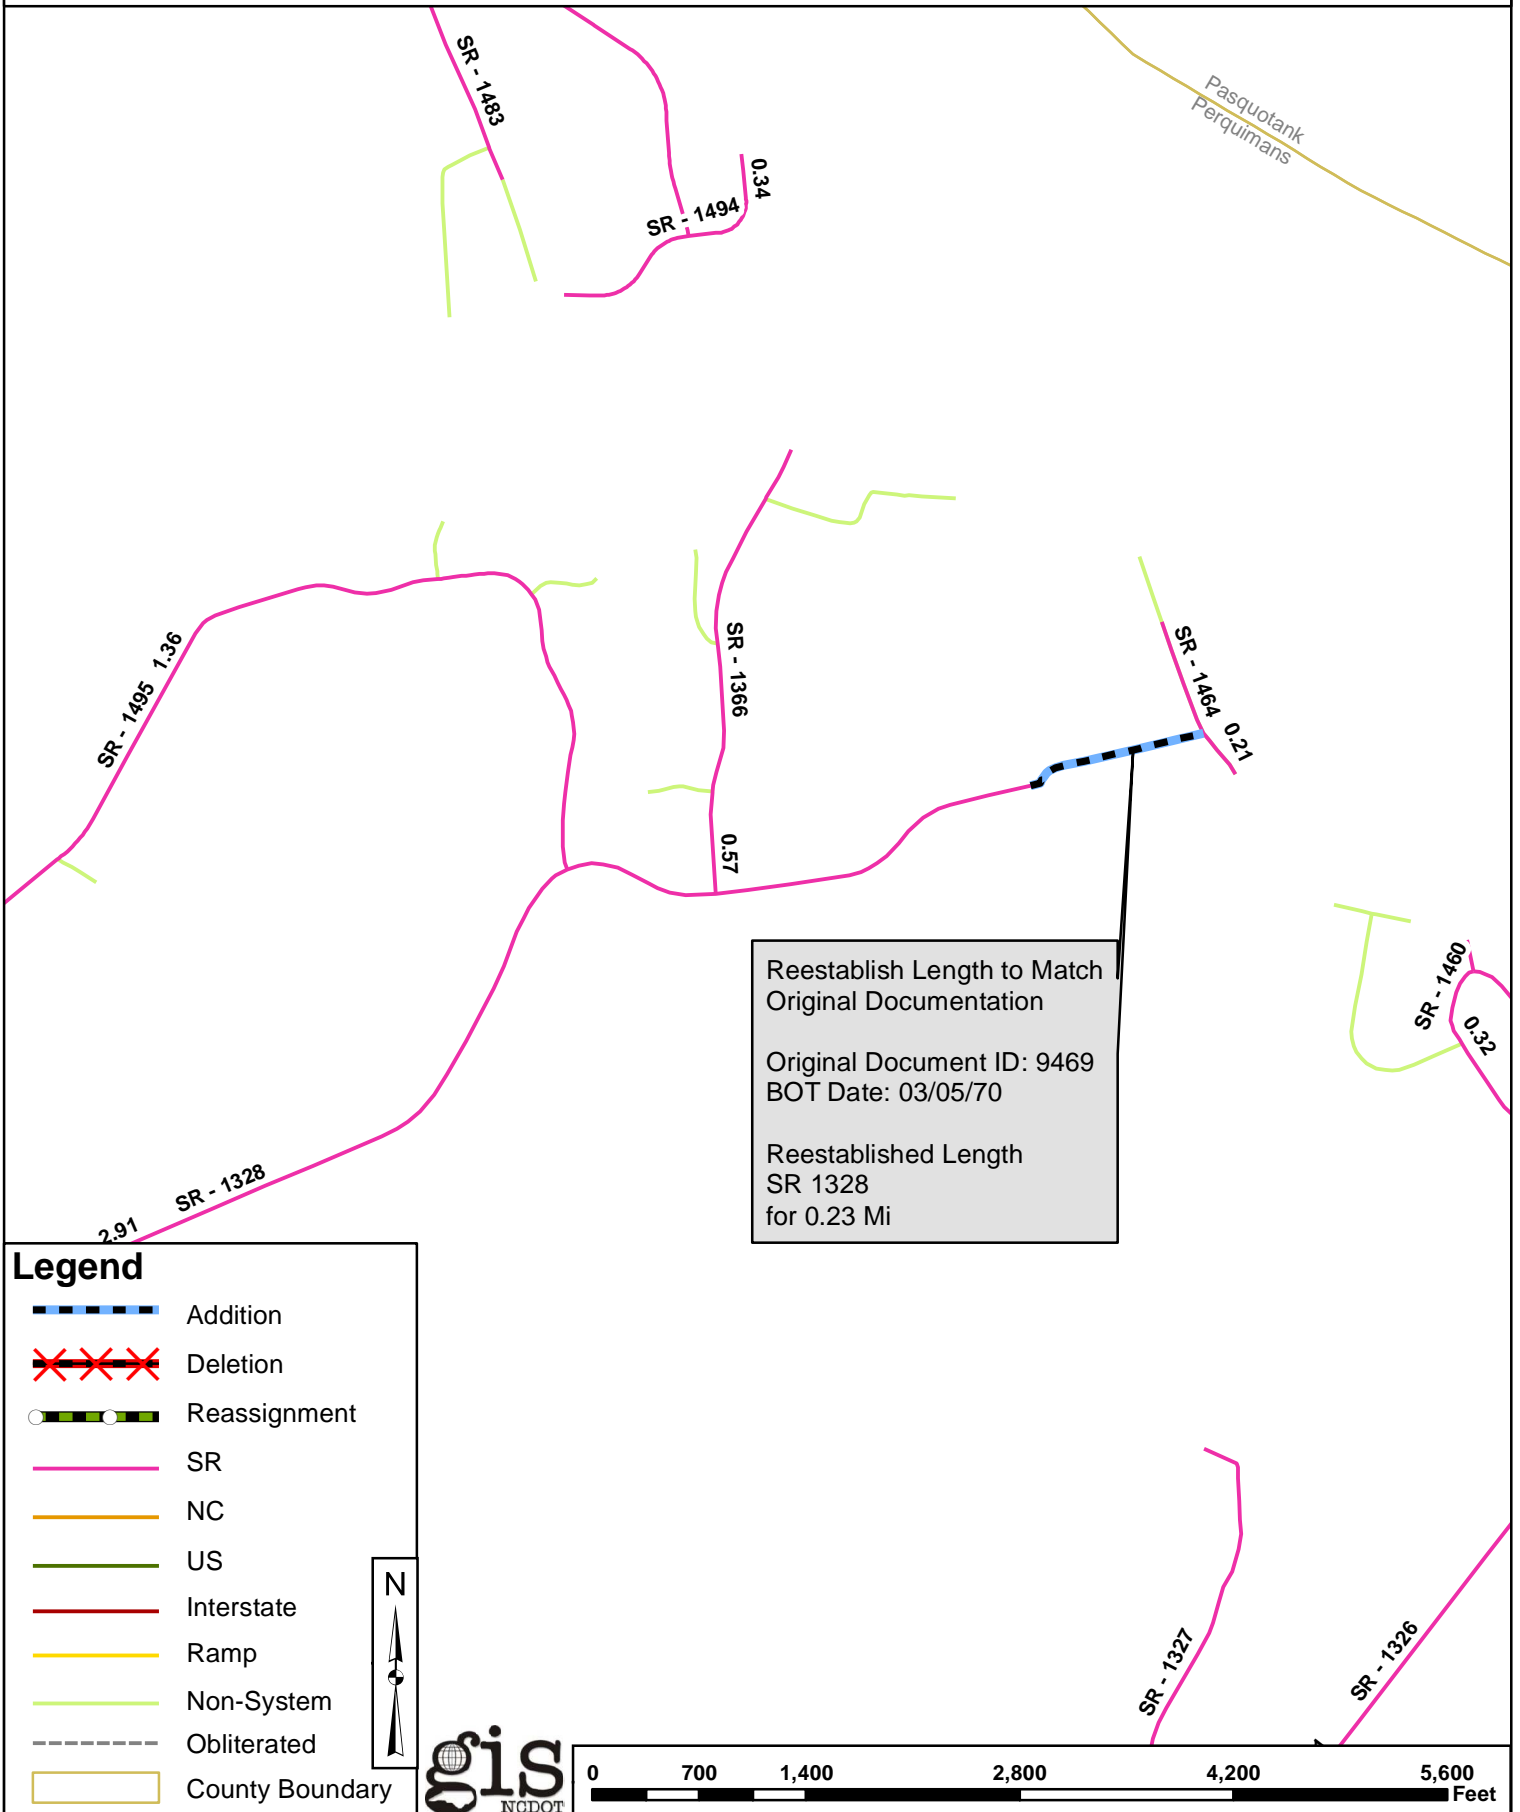 SR - 1483
Pasquotank
Perquimans
0.34
SR - 1494
SR - 1495 1.36
SR - 1366
0.57
SR - 1464 0.21
Reestablish Length to Match
Original Documentation
Original Document ID: 9469
BOT Date: 03/05/70
Reestablished Length
SR 1328
for 0.23 Mi
SR - 1460
0.32
SR - 1328
2.91
Legend
Addition
Deletion
Reassignment
SR
NC
US
Interstate
Ramp
Non-System
Obliterated
County Boundary
N
SR - 1327
SR - 1326
gis
NCDOT
0 700 1,400 2,800 4,200 5,600
Feet